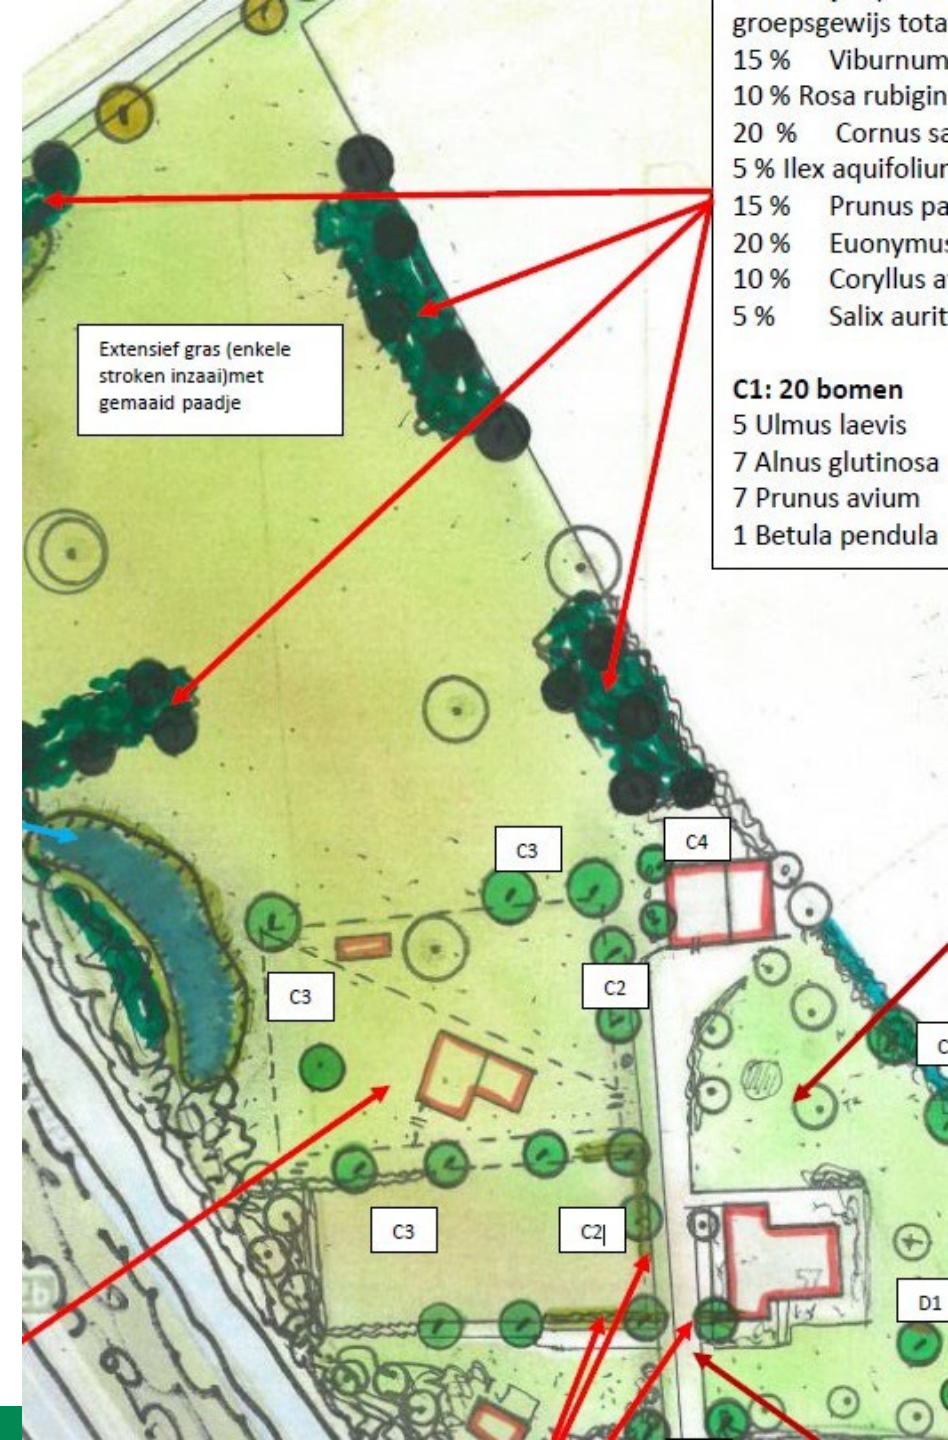 groepsgewijs tota
15 % Viburnum
10 % Rosa rubigin
20 % Cornus sa
5 % Ilex aquifoliun
15 % Prunus pa
20 % Euonymus
10 % Coryllus a
5 % Salix aurit
C1: 20 bomen
5 Ulmus laevis
7 Alnus glutinosa
7 Prunus avium
1 Betula pendula
Extensief gras (enkele
stroken inzaai)met
gemaaid paadje
C3
C4
C3
C2
C
C3
C2
57
D1